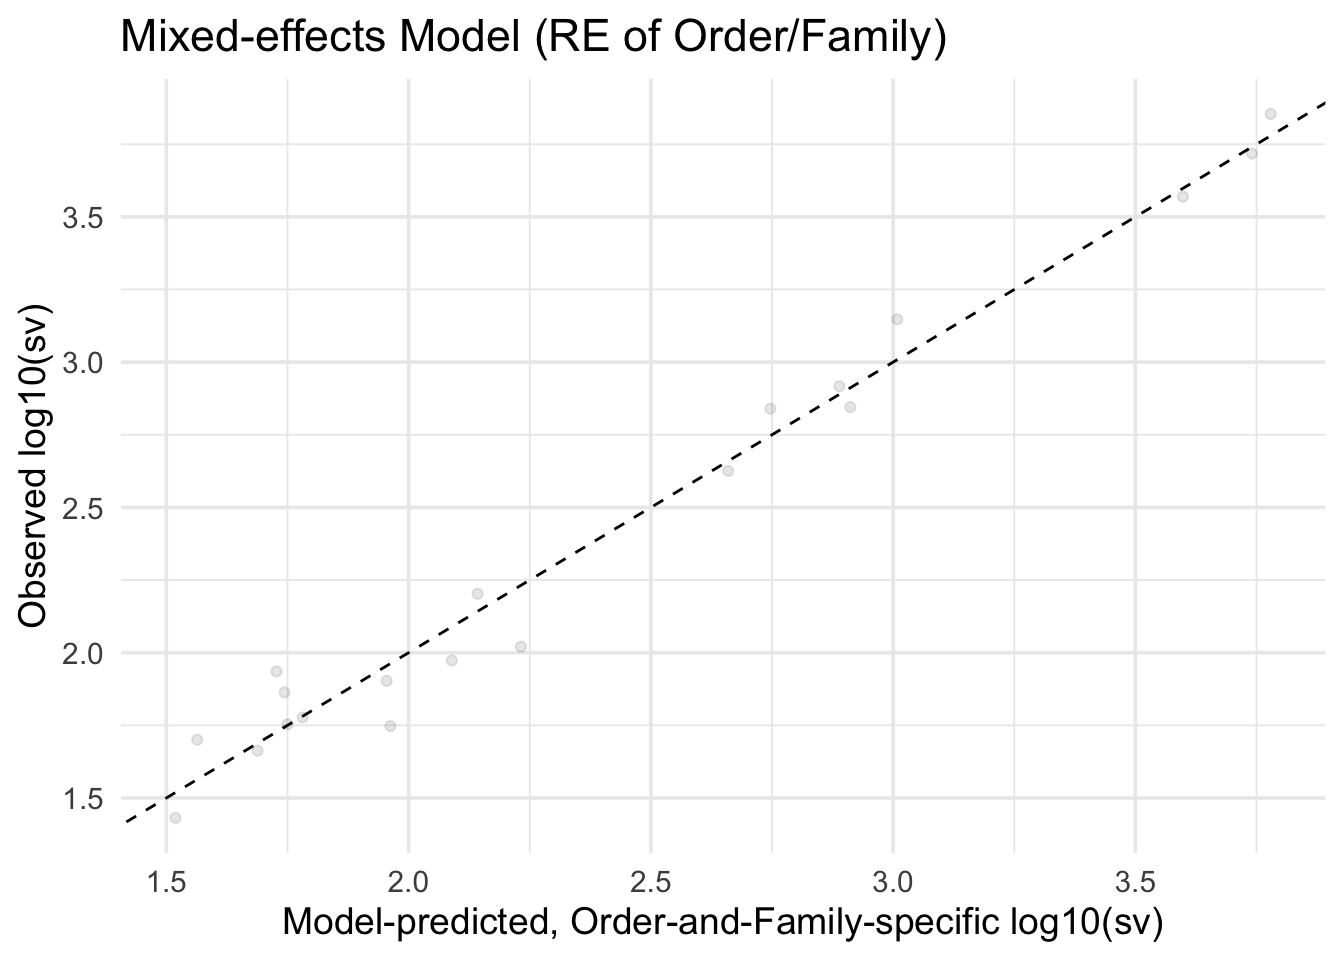 Mixed-effects Model (RE of Order/Family)
Observed log10(sv)
3.5
3.0
2.5
2.0
1.5
1.5 2.0 2.5 3.0 3.5
Model-predicted, Order-and-Family-specific log10(sv)